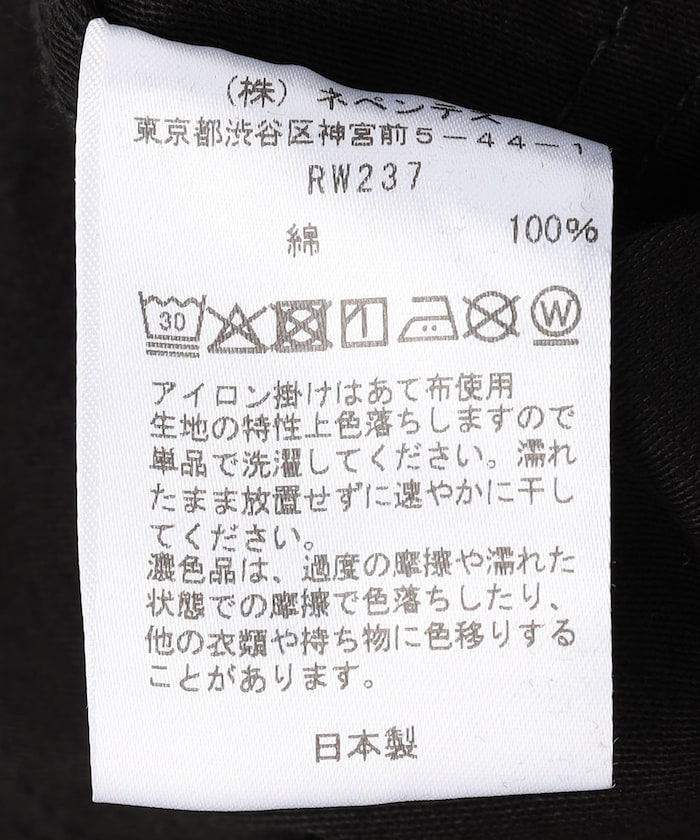 (株) ネペンテス
東京都渋谷区神宮前5-44-1
RW237
綿 100%
30 W
アイロン掛けはあて布使用
生地の特性上色落ちしますので
単品で洗濯してください。濡れ
たまま放置せずに速やかに干し
てください。
濃色品は、過度の摩擦や濡れた
状態での摩擦で色落ちしたり、
他の衣類や持ち物に色移りする
ことがあります。
日本製